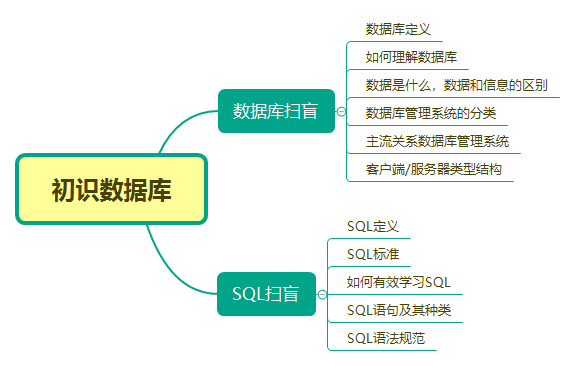 初识数据库
数据库扫盲
数据库定义
如何理解数据库
数据是什么，数据和信息的区别
数据库管理系统的分类
主流关系数据库管理系统
客户端/服务器类型结构
SQL扫盲
SQL定义
SQL标准
如何有效学习SQL
SQL语句及其种类
SQL语法规范